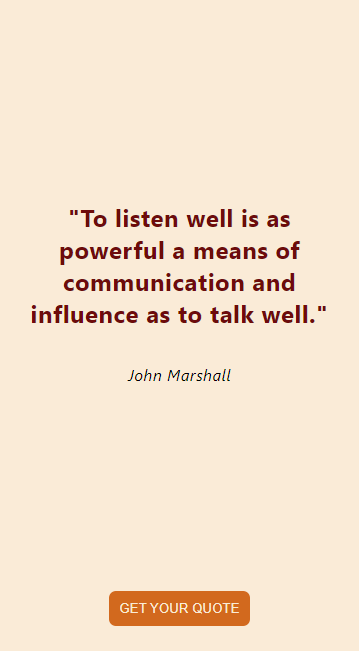 "To listen well is as
powerful a means of
communication and
influence as to talk well."
John Marshall
GET YOUR QUOTE